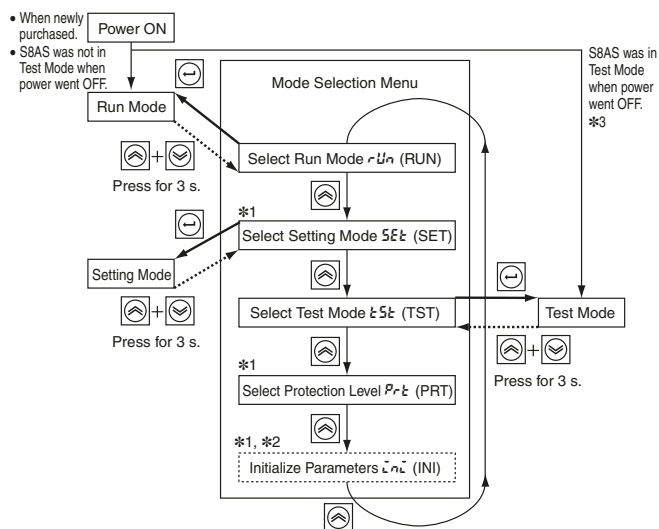 • When newly
purchased.
• S8AS was not in
Test Mode when
power went OFF.
Power ON
S8AS was in
Test Mode
when power
went OFF.
✻3
Mode Selection Menu
Run Mode
Select Run Mode rUn (RUN)
+
Press for 3 s.
✻1
Select Setting Mode SEt (SET)
Setting Mode
+
Press for 3 s.
Select Test Mode tSt (TST)
Test Mode
+
Press for 3 s.
✻1
Select Protection Level Prt (PRT)
✻1, ✻2
Initialize Parameters ini (INI)